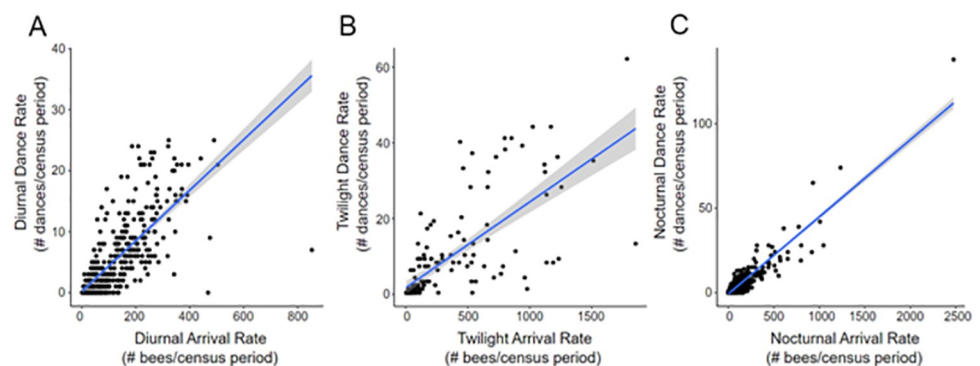 A
Diurnal Dance Rate
(# dances/census period)
40
30
20
10
0
0 200 400 600 800
Diurnal Arrival Rate
(# bees/census period)
B
Twilight Dance Rate
(# dances/census period)
60
40
20
0
0 500 1000 1500
Twilight Arrival Rate
(# bees/census period)
C
Nocturnal Dance Rate
(# dances/census period)
100
50
0
0 500 1000 1500 2000 2500
Nocturnal Arrival Rate
(# bees/census period)